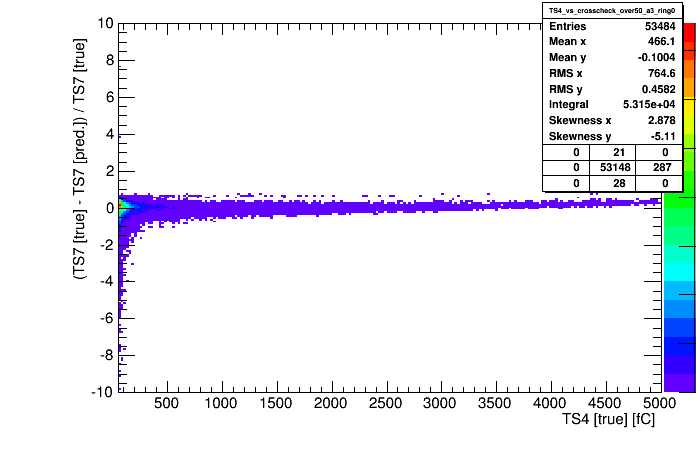 TS4_vs_crosscheck_over50_a3_ring0
Entries 53484
Mean x 466.1
Mean y -0.1004
RMS x 764.6
RMS y 0.4582
Integral 5.315e+04
Skewness x 2.878
Skewness y -5.11
0 21 0
0 53148 287
0 28 0
(TS7 [true] - TS7 [pred.]) / TS7 [true]
10
8
6
4
2
0
-2
-4
-6
-8
-10
500 1000 1500 2000 2500 3000 3500 4000 4500 5000
TS4 [true] [fC]